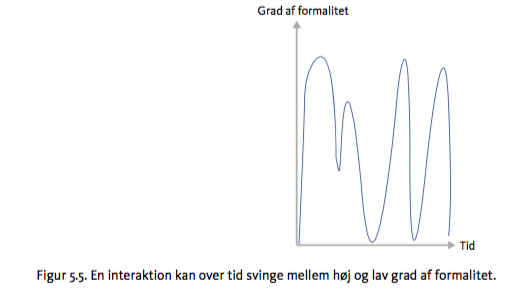 Grad af formalitet
Tid
Figur 5.5. En interaktion kan over tid svinge mellem høj og lav grad af formalitet.